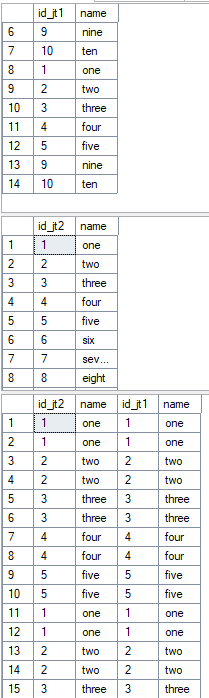 id_jt1 name
6 9 nine
7 10 ten
8 1 one
9 2 two
10 3 three
11 4 four
12 5 five
13 9 nine
14 10 ten
id_jt2 name
1 1 one
2 2 two
3 3 three
4 4 four
5 5 five
6 6 six
7 7 sev...
8 8 eight
id_jt2 name id_jt1 name
1 1 one 1 one
2 1 one 1 one
3 2 two 2 two
4 2 two 2 two
5 3 three 3 three
6 3 three 3 three
7 4 four 4 four
8 4 four 4 four
9 5 five 5 five
10 5 five 5 five
11 1 one 1 one
12 1 one 1 one
13 2 two 2 two
14 2 two 2 two
15 3 three 3 three